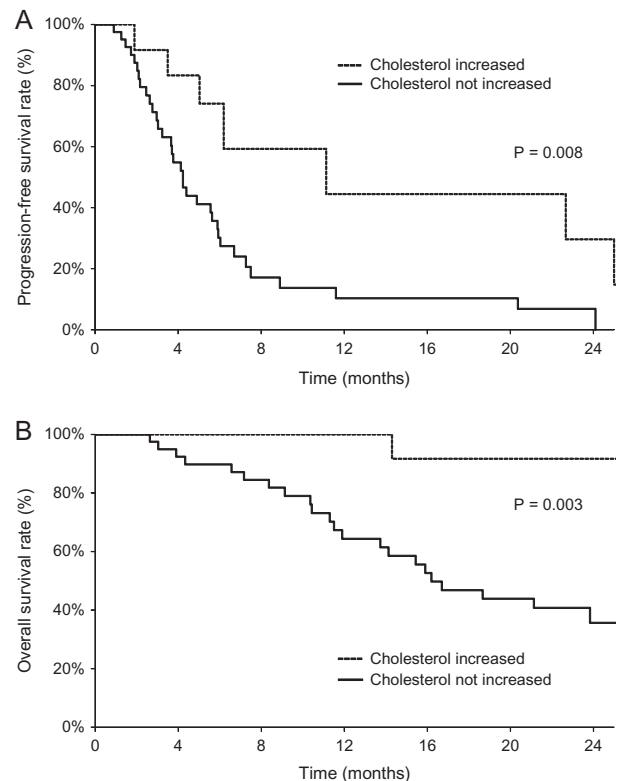 A
100%
80%
60%
40%
20%
0%
Progression-free survival rate (%)
Cholesterol increased
Cholesterol not increased
P = 0.008
0 4 8 12 16 20 24
Time (months)
B
100%
80%
60%
40%
20%
0%
Overall survival rate (%)
P = 0.003
Cholesterol increased
Cholesterol not increased
0 4 8 12 16 20 24
Time (months)